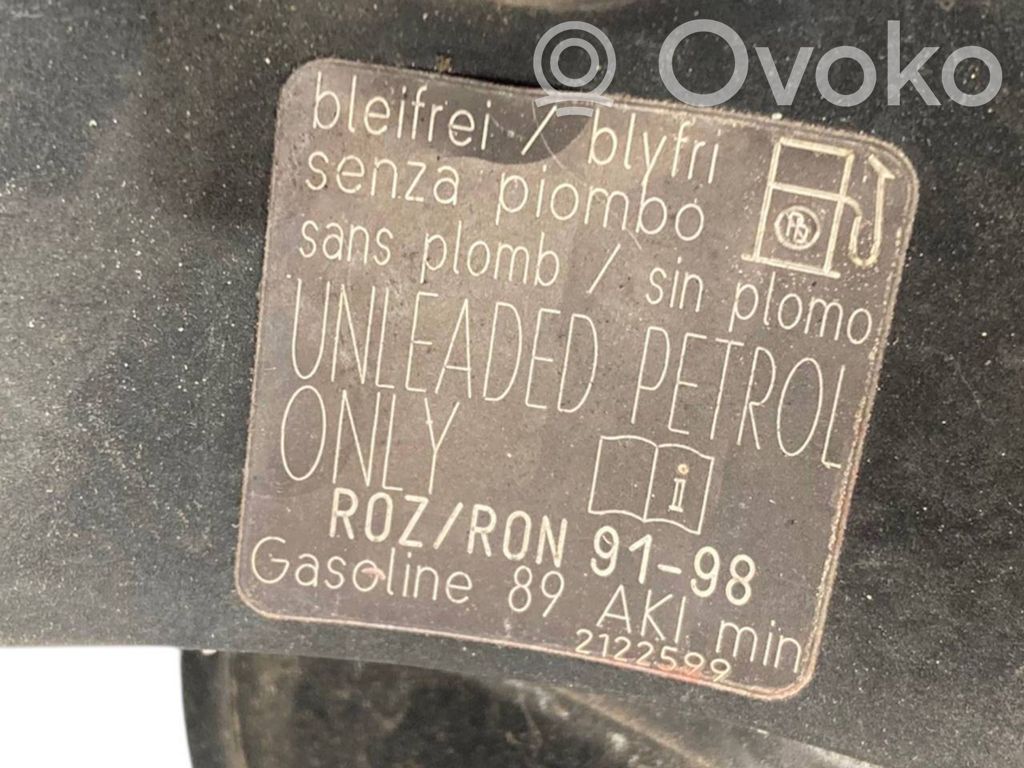 Ovoko
bleifrei / blyfri
senza piombo
sans plomb / sin plomo
UNLEADED PETROL
ONLY
ROZ/RON 91-98
Gasoline 89 AKI min
2122599